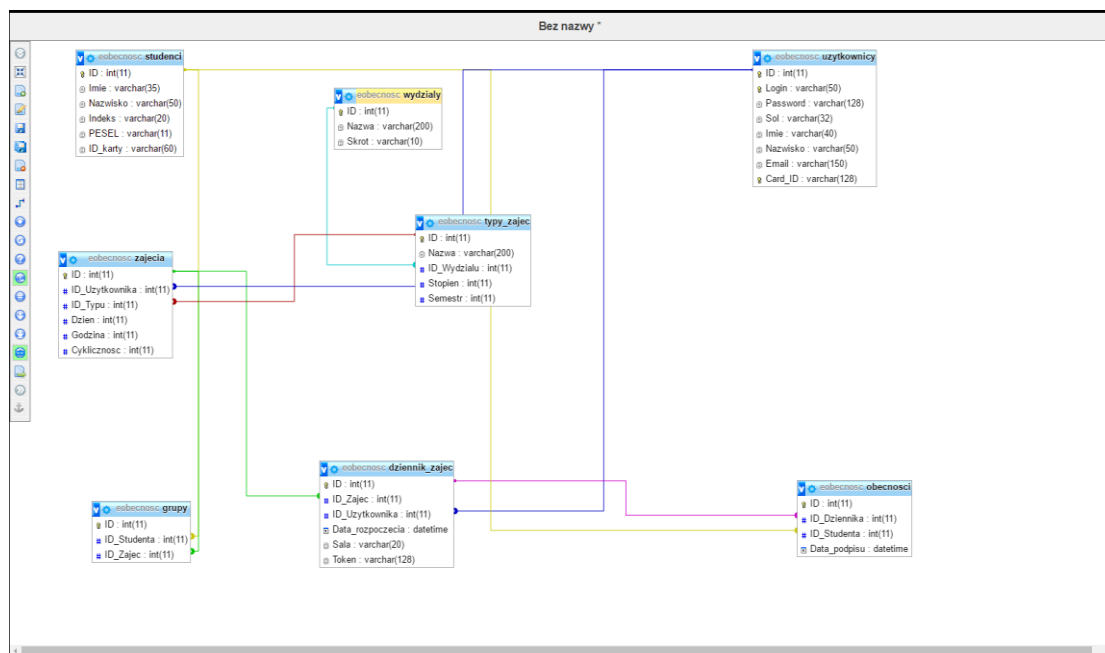 Bez nazwy *
eobecnosc studenci
ID : int(11)
Imie : varchar(35)
Nazwisko : varchar(50)
Indeks : varchar(20)
PESEL : varchar(11)
ID_karty : varchar(60)
eobecnosc wydzialy
ID : int(11)
Nazwa : varchar(200)
Skrot : varchar(10)
eobecnosc uzytkownicy
ID : int(11)
Login : varchar(50)
Password : varchar(128)
Sol : varchar(32)
Imie : varchar(40)
Nazwisko : varchar(50)
Email : varchar(150)
Card_ID : varchar(128)
eobecnosc typy_zajec
ID : int(11)
Nazwa : varchar(200)
ID_Wydzialu : int(11)
Stopien : int(11)
Semestr : int(11)
eobecnosc zajecia
ID : int(11)
ID_Uzytkownika : int(11)
ID_Typu : int(11)
Dzien : int(11)
Godzina : int(11)
Cyklicznosc : int(11)
eobecnosc dziennik_zajec
ID : int(11)
ID_Zajec : int(11)
ID_Uzytkownika : int(11)
Data_rozpoczecia : datetime
Sala : varchar(20)
Token : varchar(128)
eobecnosc grupy
ID : int(11)
ID_Studenta : int(11)
ID_Zajec : int(11)
eobecnosc obecnosci
ID : int(11)
ID_Dziennika : int(11)
ID_Studenta : int(11)
Data_podpisu : datetime